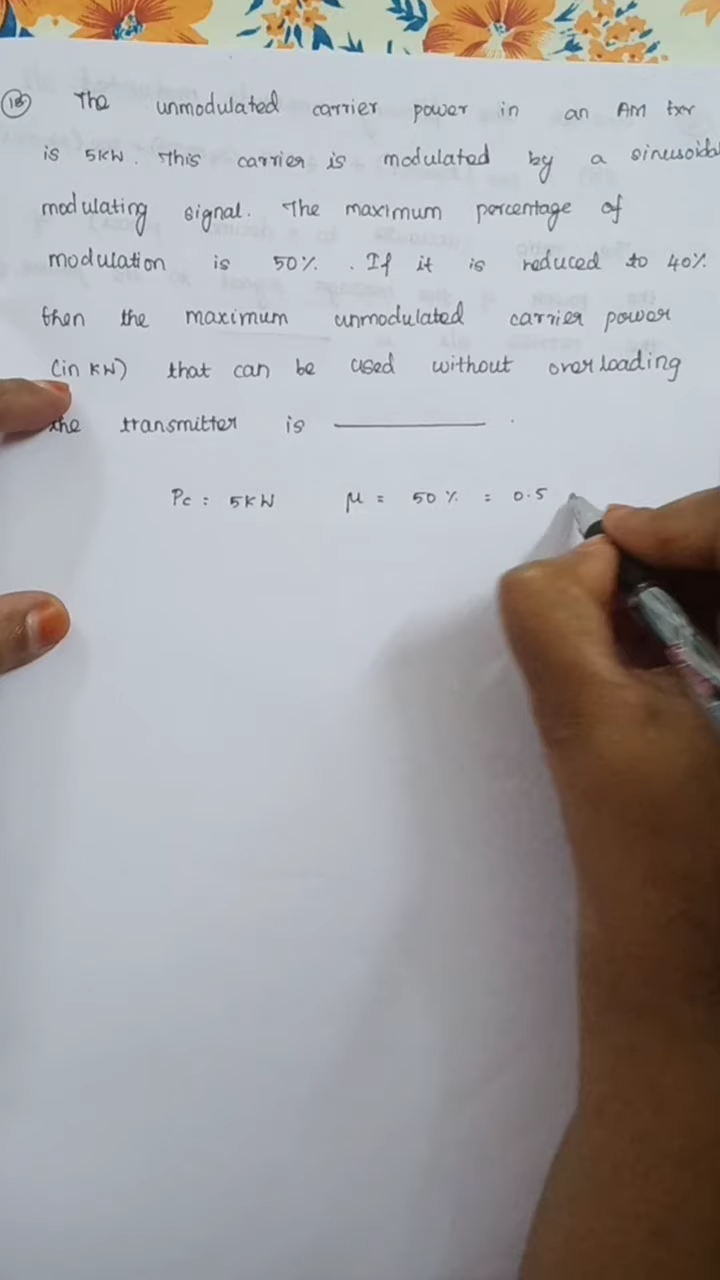 18 The unmodulated carrier power in an AM txr
is 5KW. This carrier is modulated by a sinusoidal
modulating signal. The maximum percentage of
modulation is 50%. If it is reduced to 40%
then the maximum unmodulated carrier power
(in KW) that can be used without overloading
the transmitter is ________ .
Pc = 5KW μ = 50% = 0.5